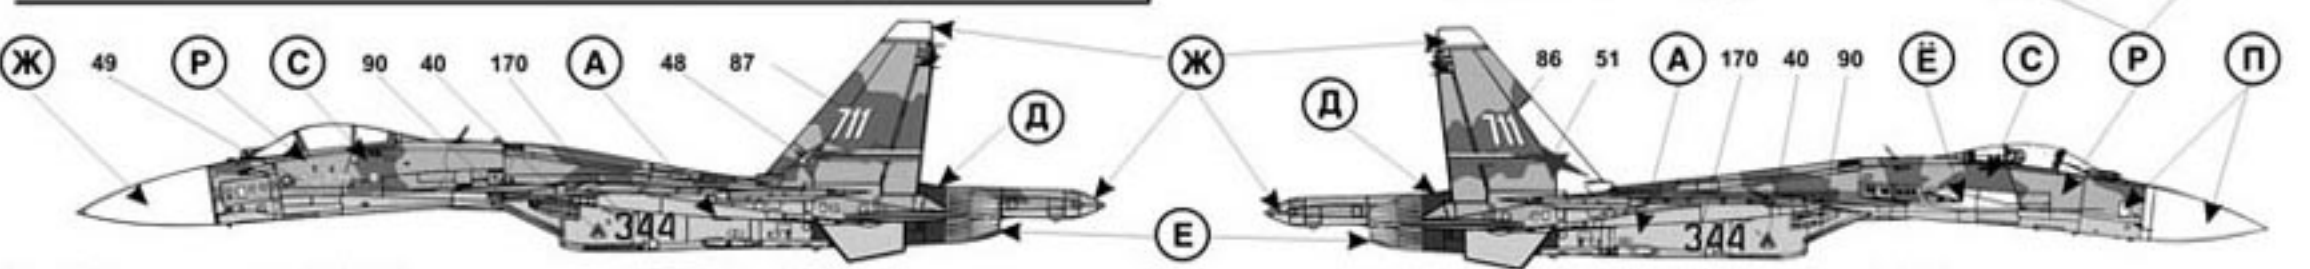 Ж 49 Р С 90 40 170 А 48 87 Ж 86 51 А 170 40 90 Ё С Р П
Д Д
711 711
344 Е 344